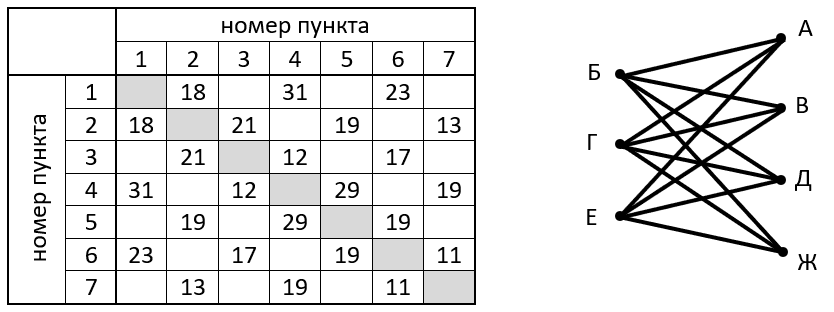 номер пункта
1 2 3 4 5 6 7
номер пункта
1 18 31 23
2 18 21 19 13
3 21 12 17
4 31 12 29 19
5 19 29 19
6 23 17 19 11
7 13 19 11
А
Б
В
Г
Д
Е
Ж